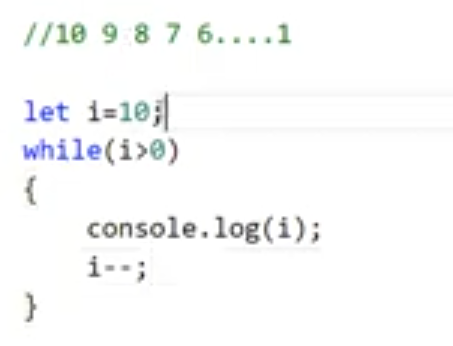 //10 9 8 7 6....1
let i=10;
while(i>0)
{
console.log(i);
i--;
}